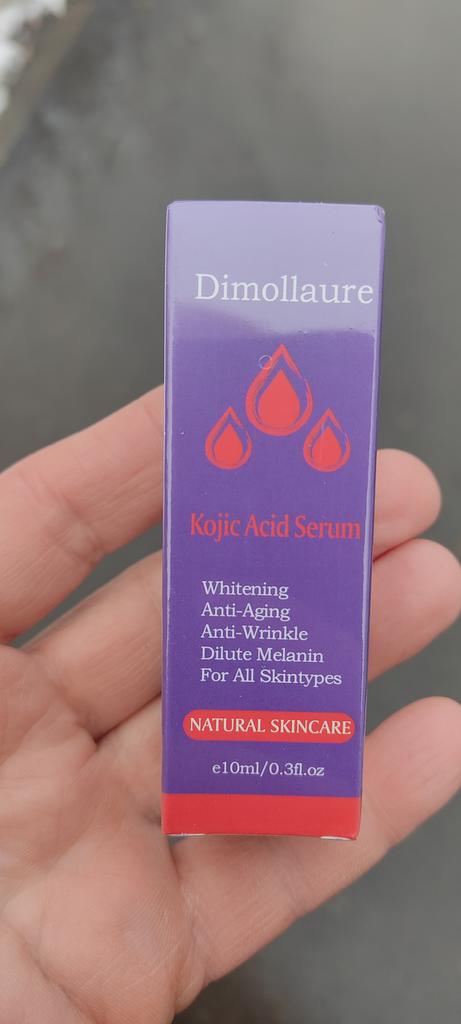 Dimollaure
Kojic Acid Serum
Whitening
Anti-Aging
Anti-Wrinkle
Dilute Melanin
For All Skintypes
NATURAL SKINCARE
e10ml/0.3fl.oz